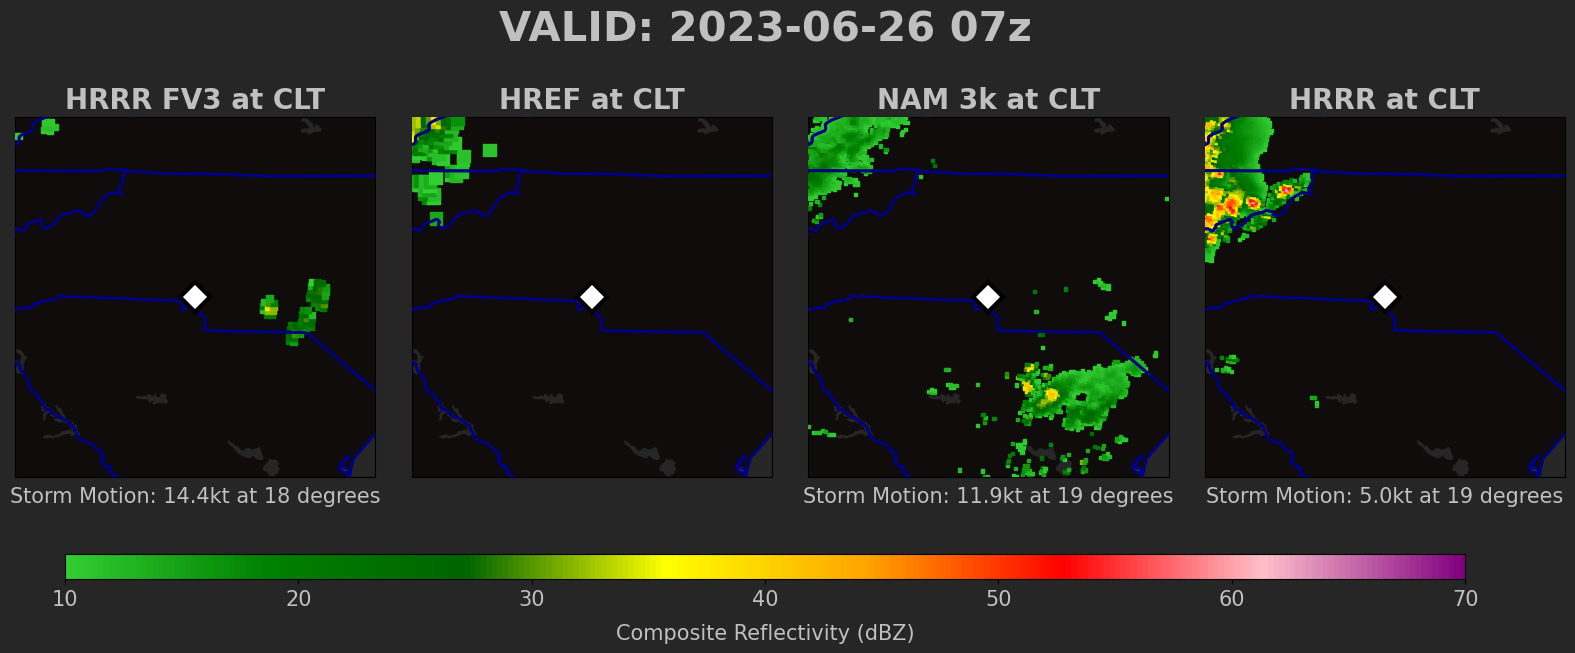 VALID: 2023-06-26 07z
HRRR FV3 at CLT
HREF at CLT
NAM 3k at CLT
HRRR at CLT
Storm Motion: 14.4kt at 18 degrees
Storm Motion: 11.9kt at 19 degrees
Storm Motion: 5.0kt at 19 degrees
10 20 30 40 50 60 70
Composite Reflectivity (dBZ)